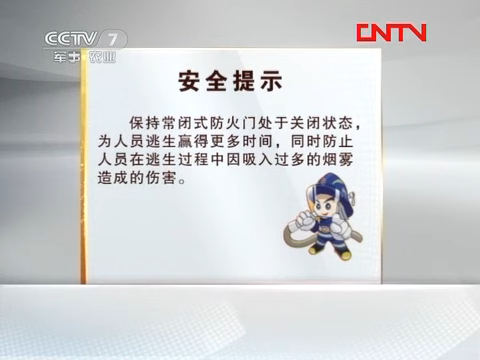 CCTV 7
军事·农业
CNTV
安全提示
保持常闭式防火门处于关闭状态，
为人员逃生赢得更多时间，同时防止
人员在逃生过程中因吸入过多的烟雾
造成的伤害。